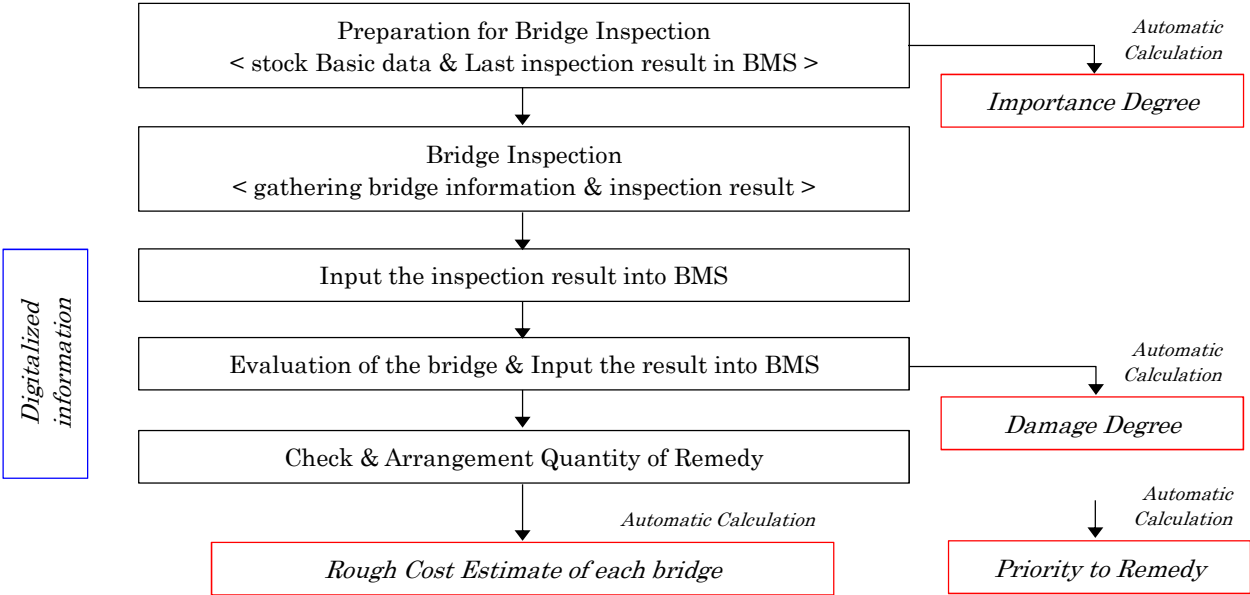 Preparation for Bridge Inspection
< stock Basic data & Last inspection result in BMS >
Automatic
Calculation
Importance Degree
Bridge Inspection
< gathering bridge information & inspection result >
Digitalized
information
Input the inspection result into BMS
Evaluation of the bridge & Input the result into BMS
Automatic
Calculation
Damage Degree
Check & Arrangement Quantity of Remedy
Automatic Calculation
Automatic
Calculation
Rough Cost Estimate of each bridge
Priority to Remedy